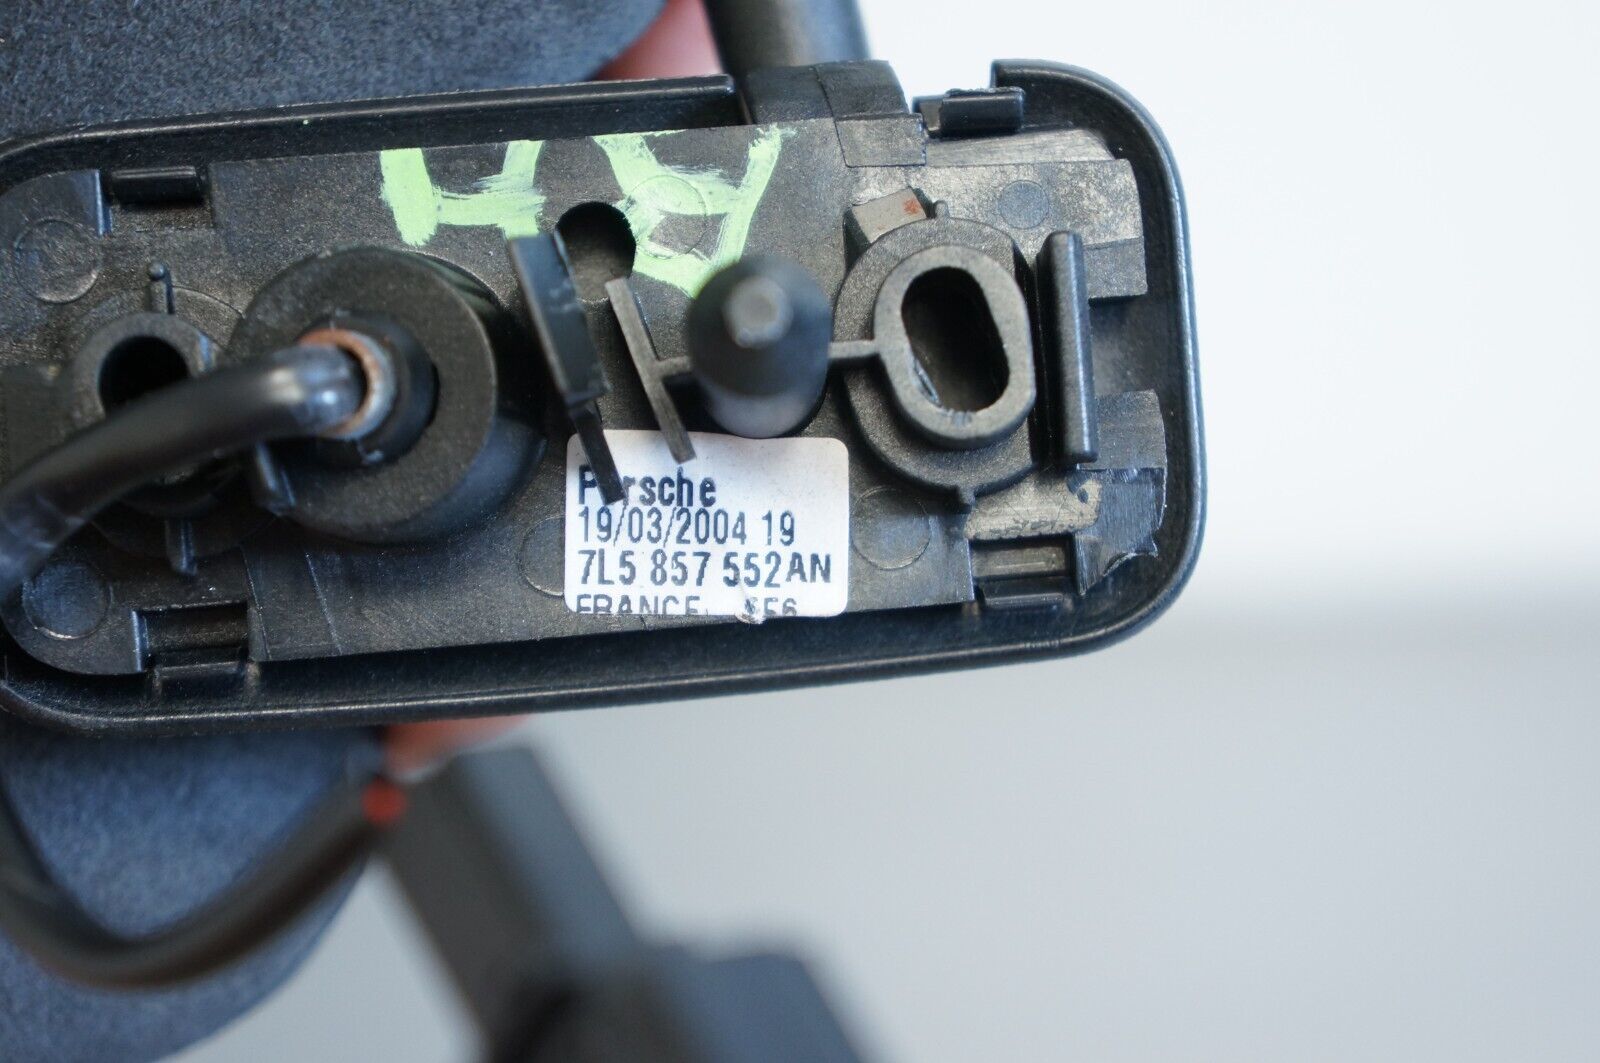 Porsche
19/03/2004 19
7L5 857 552AN
FRANCE